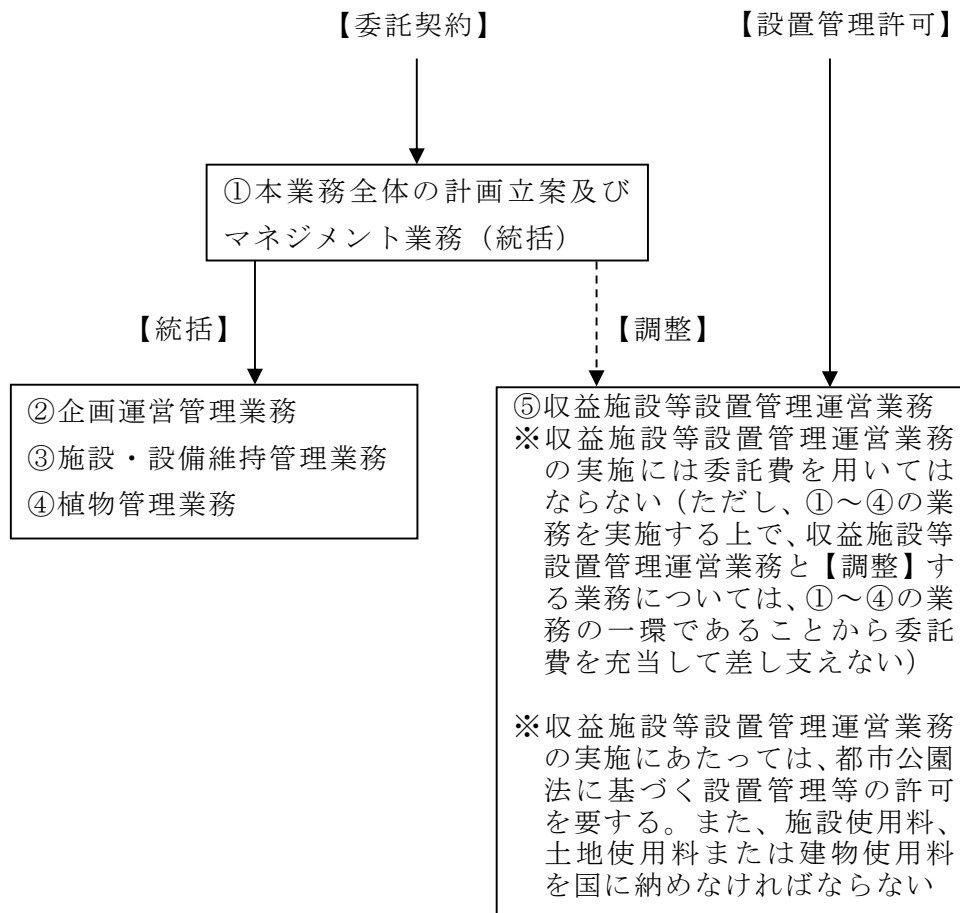 【委託契約】
【設置管理許可】
①本業務全体の計画立案及び
マネジメント業務（統括）
【統括】
【調整】
②企画運営管理業務
③施設・設備維持管理業務
④植物管理業務
⑤収益施設等設置管理運営業務
※収益施設等設置管理運営業務
の実施には委託費を用いては
ならない（ただし、①～④の業
務を実施する上で、収益施設等
設置管理運営業務と【調整】す
る業務については、①～④の業
務の一環であることから委託
費を充当して差し支えない）
※収益施設等設置管理運営業務
の実施にあたっては、都市公園
法に基づく設置管理等の許可
を要する。また、施設使用料、
土地使用料または建物使用料
を国に納めなければならない